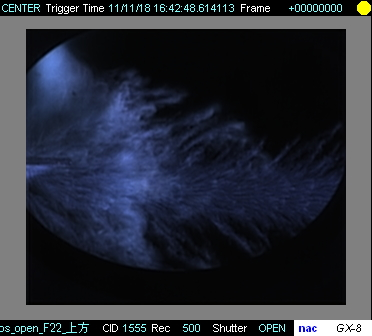 CENTER Trigger Time 11/11/18 16:42:48.614113 Frame +00000000
os_open_F22_上方 CID 1555 Rec 500 Shutter OPEN nac GX-8